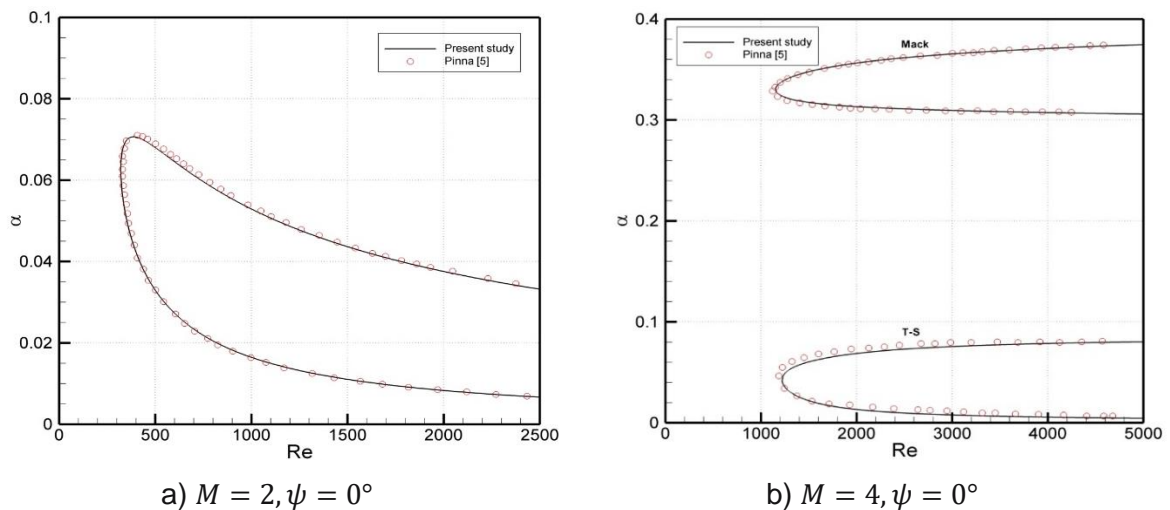 0.1
0.08
0.06
0.04
0.02
0
α
0
500
1000
1500
2000
2500
Re
Present study
Pinna [5]
a) M = 2, ψ = 0°
0.4
0.3
0.2
0.1
0
α
0
1000
2000
3000
4000
5000
Re
Present study
Pinna [5]
Mack
T-S
b) M = 4, ψ = 0°